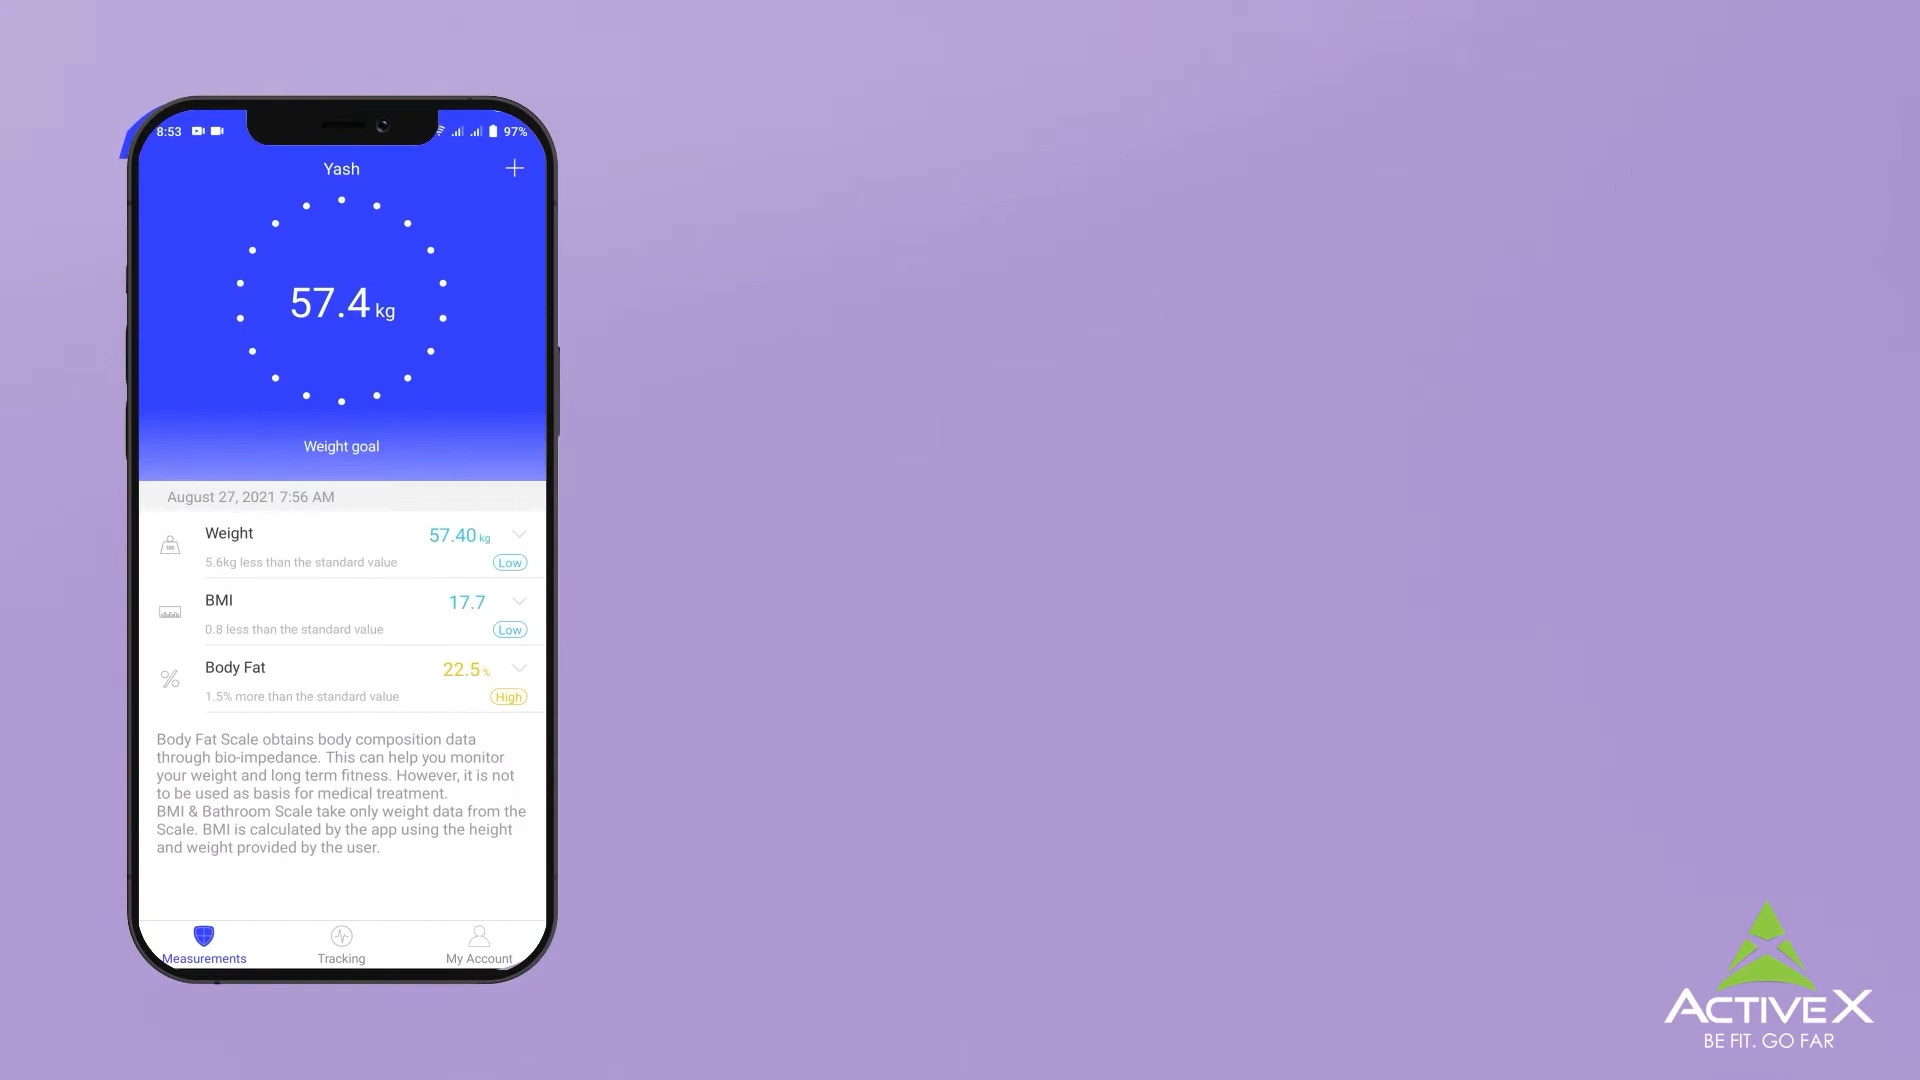 8:53
97%
Yash
57.4 kg
Weight goal
August 27, 2021 7:56 AM
Weight
57.40 kg
5.6kg less than the standard value
Low
BMI
17.7
0.8 less than the standard value
Low
Body Fat
22.5 %
1.5% more than the standard value
High
Body Fat Scale obtains body composition data
through bio-impedance. This can help you monitor
your weight and long term fitness. However, it is not
to be used as basis for medical treatment.
BMI & Bathroom Scale take only weight data from the
Scale. BMI is calculated by the app using the height
and weight provided by the user.
Measurements
Tracking
My Account
ACTIVEX
BE FIT. GO FAR